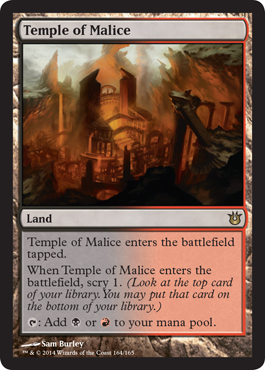 Temple of Malice
Land
Temple of Malice enters the battlefield
tapped.
When Temple of Malice enters the
battlefield, scry 1. (Look at the top card
of your library. You may put that card on
the bottom of your library.)
: Add or to your mana pool.
Sam Burley
™ & © 2014 Wizards of the Coast 164/165